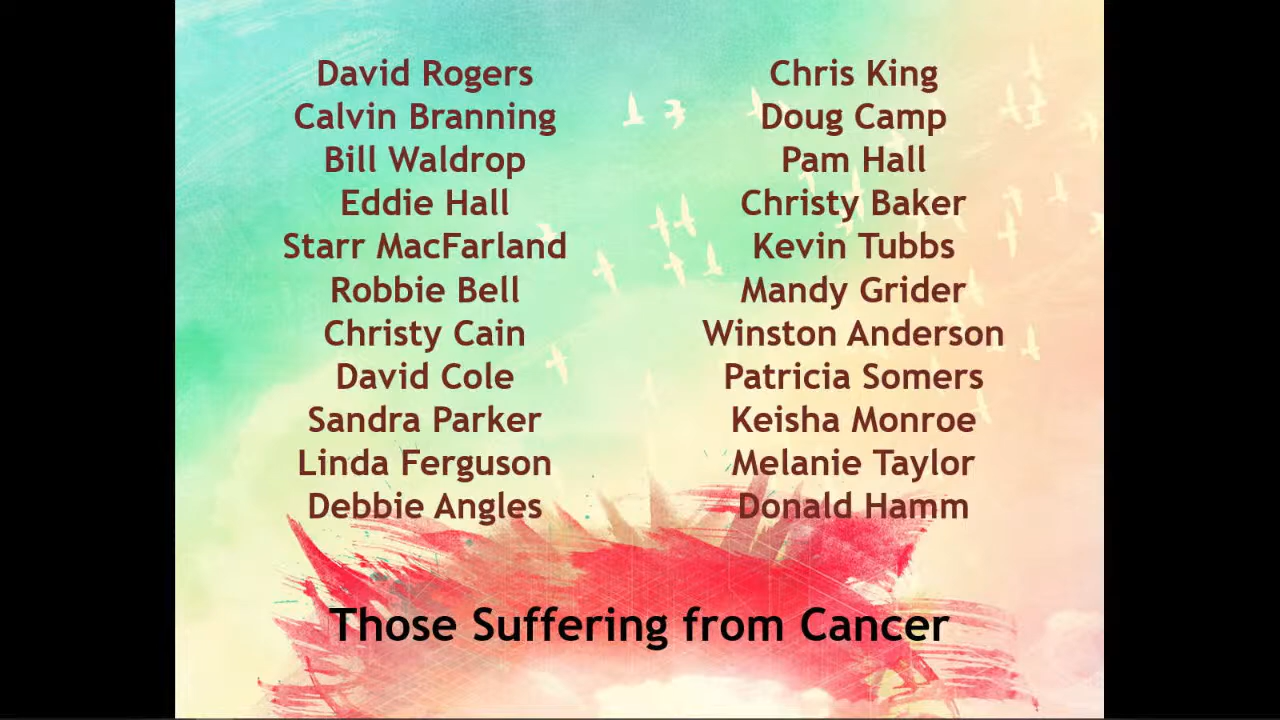 David Rogers
Calvin Branning
Bill Waldrop
Eddie Hall
Starr MacFarland
Robbie Bell
Christy Cain
David Cole
Sandra Parker
Linda Ferguson
Debbie Angles
Chris King
Doug Camp
Pam Hall
Christy Baker
Kevin Tubbs
Mandy Grider
Winston Anderson
Patricia Somers
Keisha Monroe
Melanie Taylor
Donald Hamm
Those Suffering from Cancer